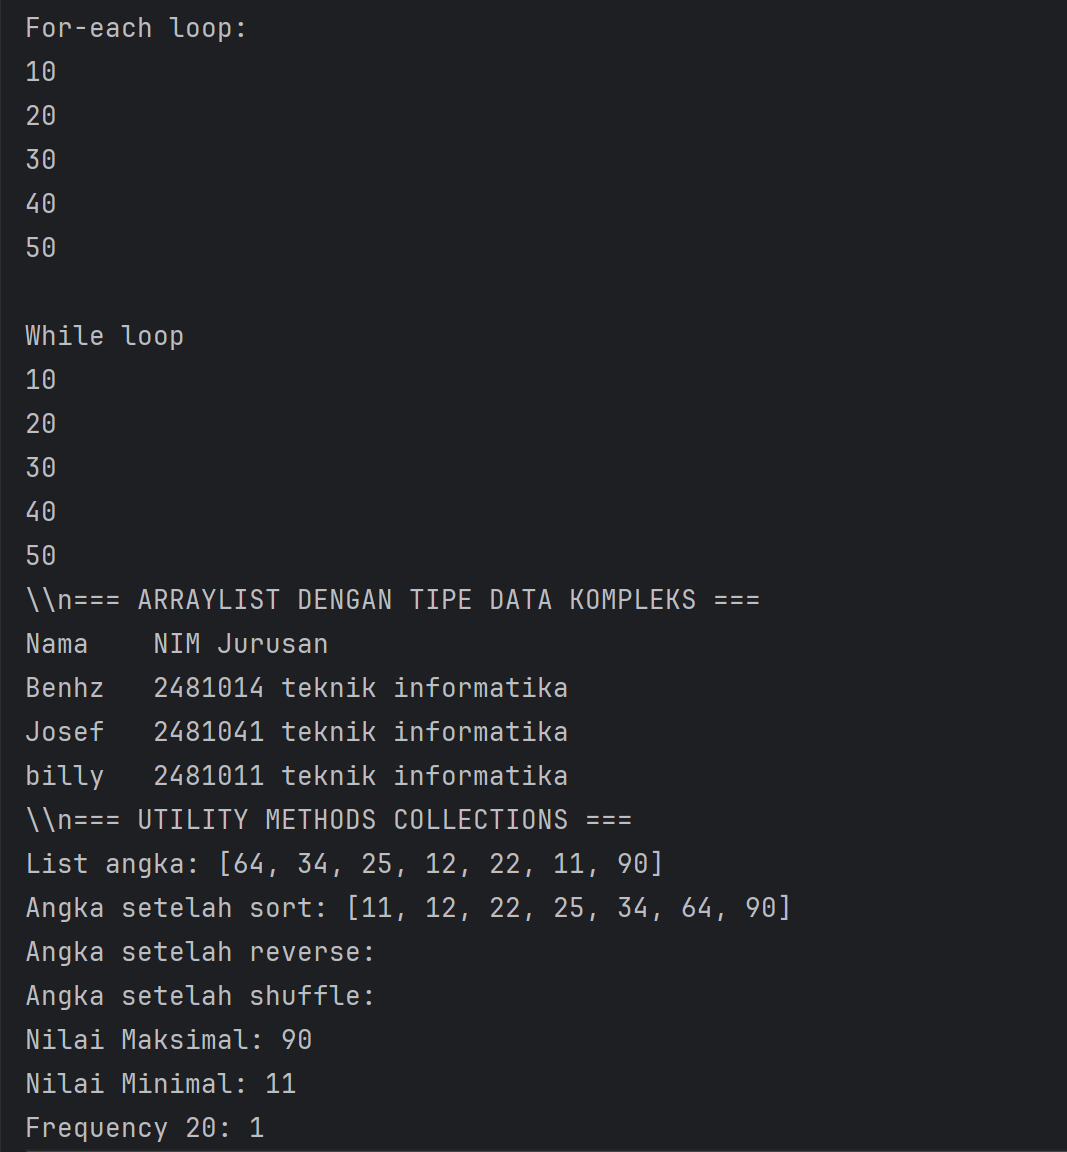 For-each loop:
10
20
30
40
50
While loop
10
20
30
40
50
\\n=== ARRAYLIST DENGAN TIPE DATA KOMPLEKS ===
Nama    NIM Jurusan
Benhz   2481014 teknik informatika
Josef   2481041 teknik informatika
billy   2481011 teknik informatika
\\n=== UTILITY METHODS COLLECTIONS ===
List angka: [64, 34, 25, 12, 22, 11, 90]
Angka setelah sort: [11, 12, 22, 25, 34, 64, 90]
Angka setelah reverse:
Angka setelah shuffle:
Nilai Maksimal: 90
Nilai Minimal: 11
Frequency 20: 1